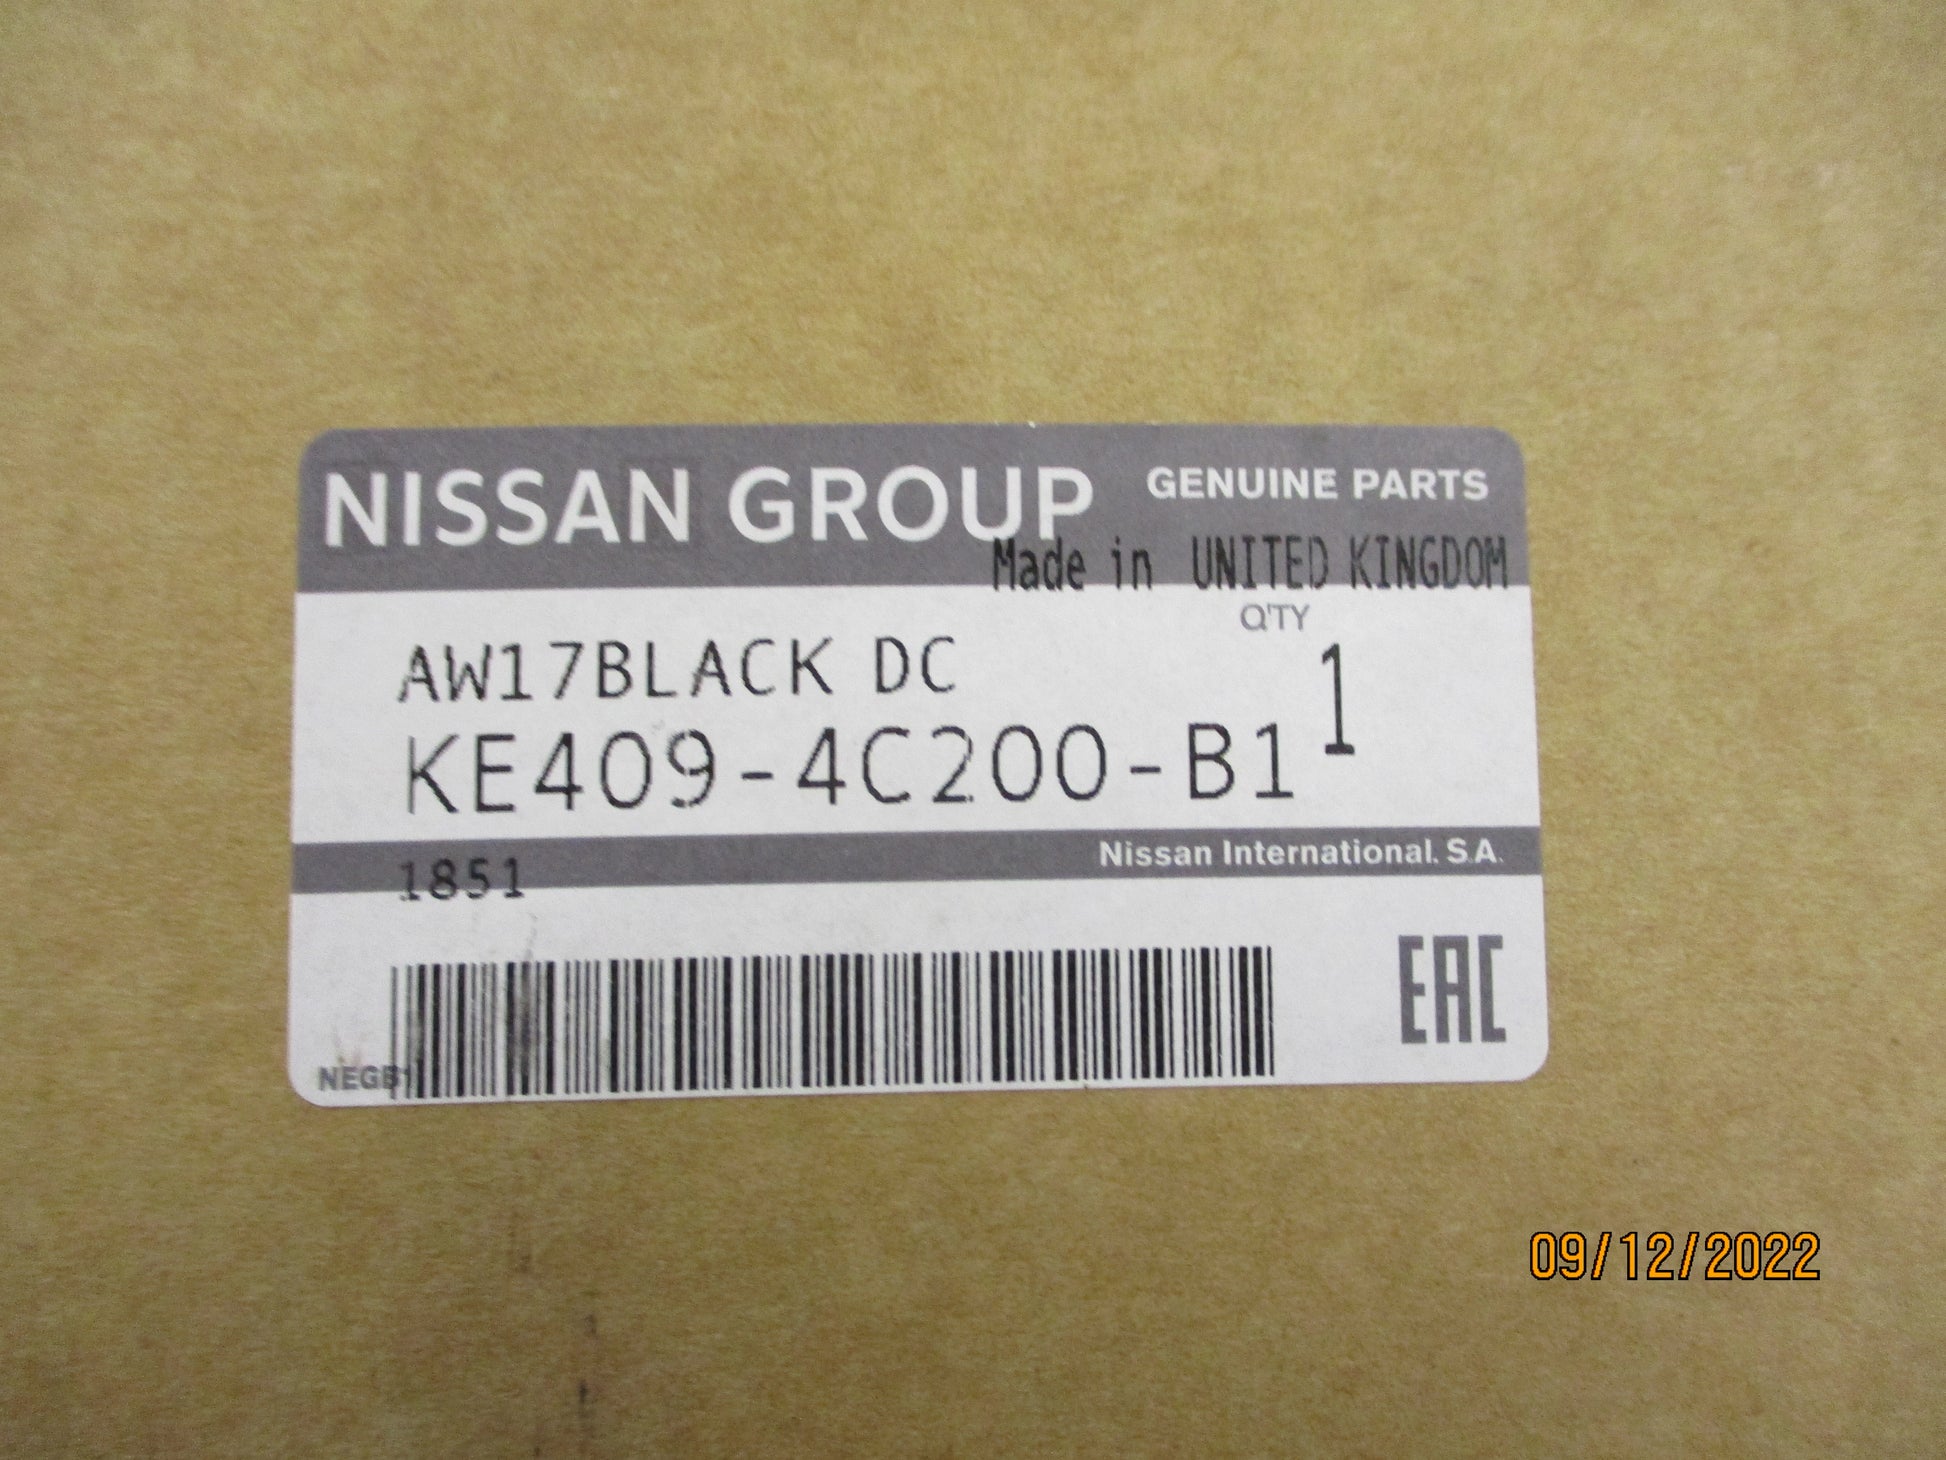 NISSAN GROUP GENUINE PARTS
Made in UNITED KINGDOM
Q'TY
AW17BLACK DC 1
KE409-4C200-B1
Nissan International. S.A.
1851
EAC
NEGB1
09/12/2022